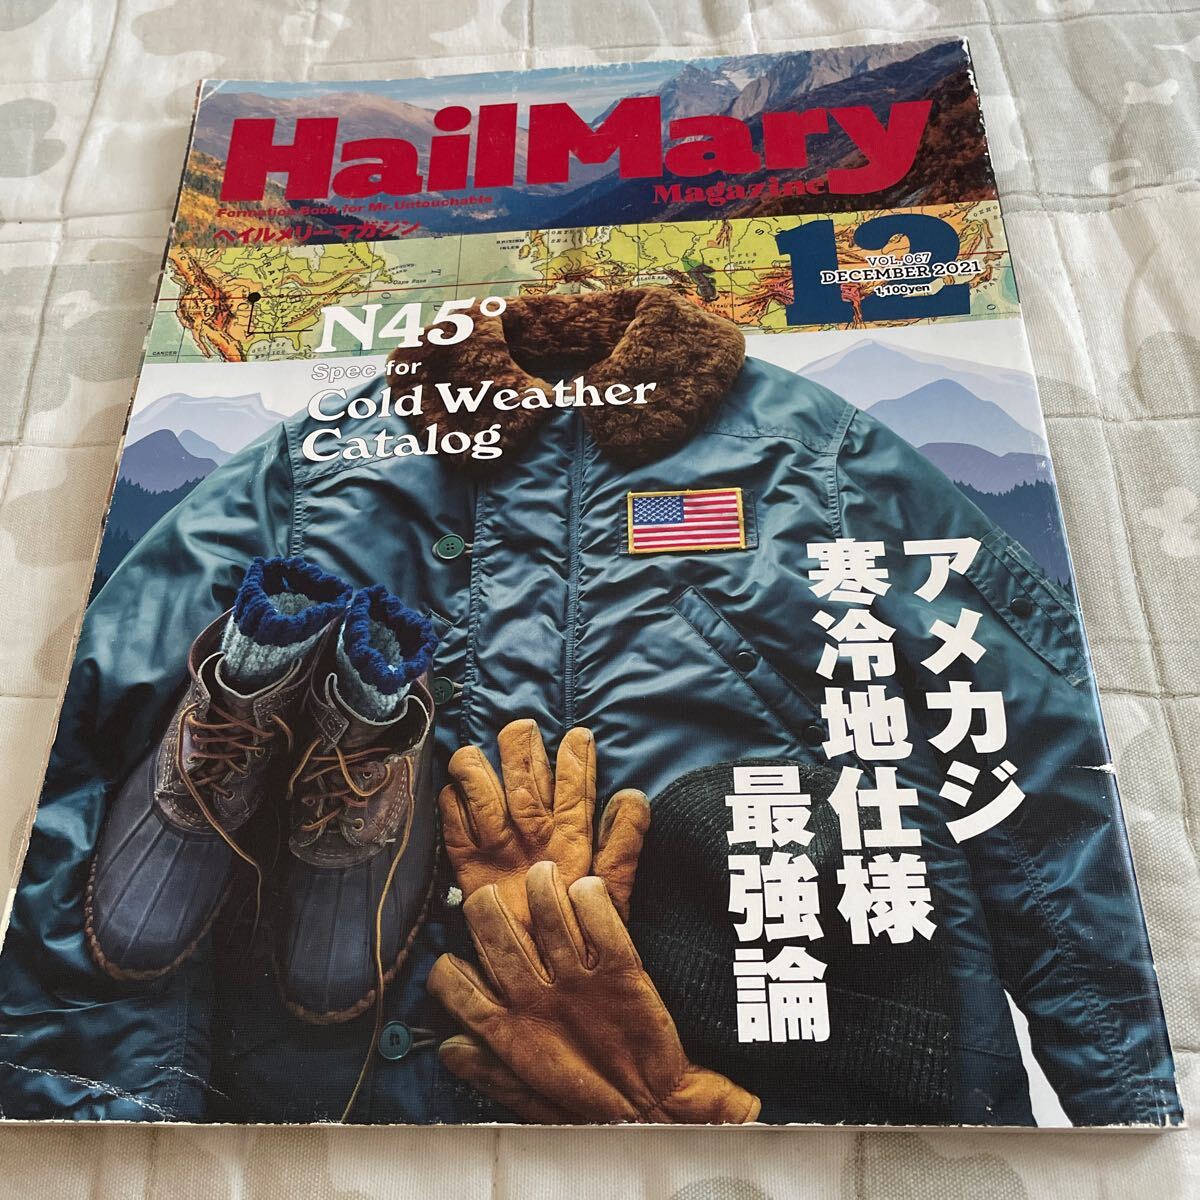 HailMary
Magazine
Formation Book for Mr.Untouchable
ヘイルメリーマガジン
12
VOL. 067
DECEMBER 2021
1,100yen
N45°
Spec for
Cold Weather
Catalog
アメカジ
寒冷地仕様
最強論